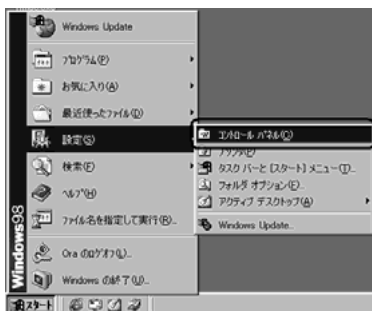 Windows Update
ﾌﾟﾛｸﾞﾗﾑ(P)
お気に入り(A)
最近使ったﾌｧｲﾙ(D)
設定(S)
検索(F)
ﾍﾙﾌﾟ(H)
ﾌｧｲﾙ名を指定して実行(R)...
Ora のﾛｸﾞｵﾌ(L)...
Windows の終了(U)...
Windows98
コントロール パネル(C)
プリンタ(P)
タスク バーと [スタート] メニュー(T)...
フォルダ オプション(F)...
アクティブ デスクトップ(A)
Windows Update...
スタート